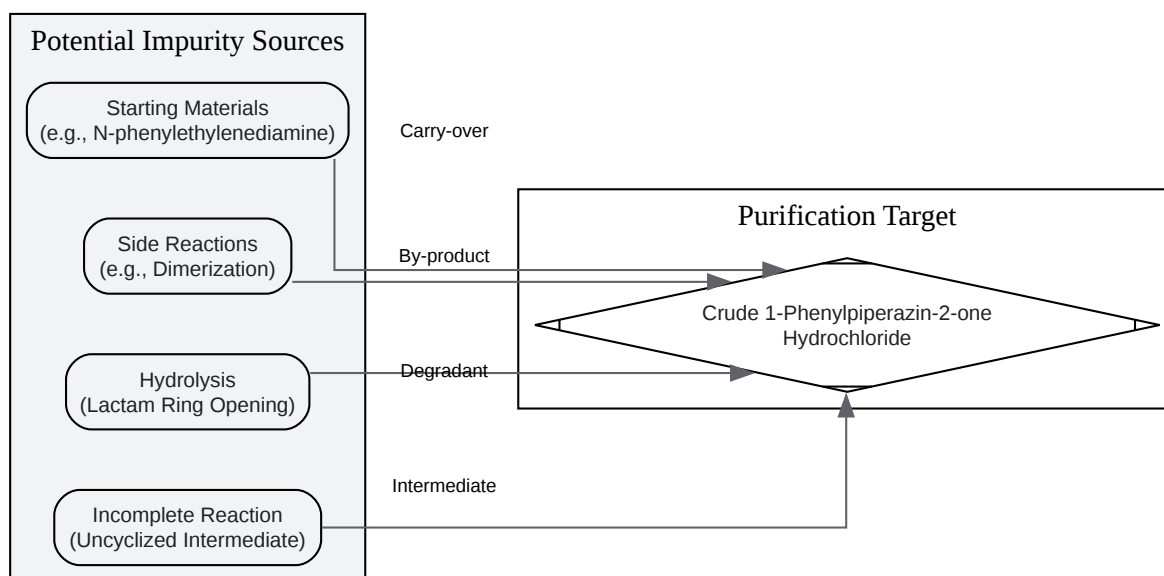 Potential Impurity Sources
Starting Materials
(e.g., N-phenylethylenediamine)
Carry-over
Side Reactions
(e.g., Dimerization)
By-product
Hydrolysis
(Lactam Ring Opening)
Degradant
Incomplete Reaction
(Uncyclized Intermediate)
Intermediate
Purification Target
Crude 1-Phenylpiperazin-2-one
Hydrochloride